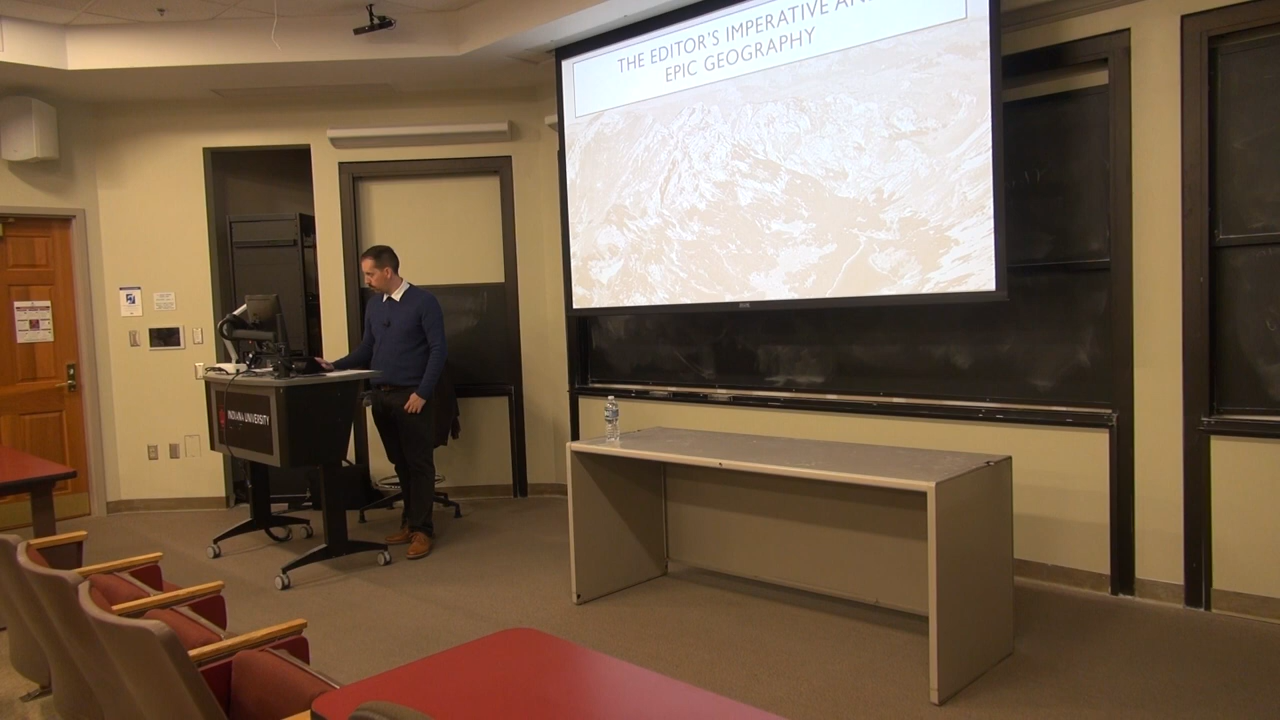 THE EDITOR'S IMPERATIVE AN
EPIC GEOGRAPHY
INDIANA UNIVERSITY